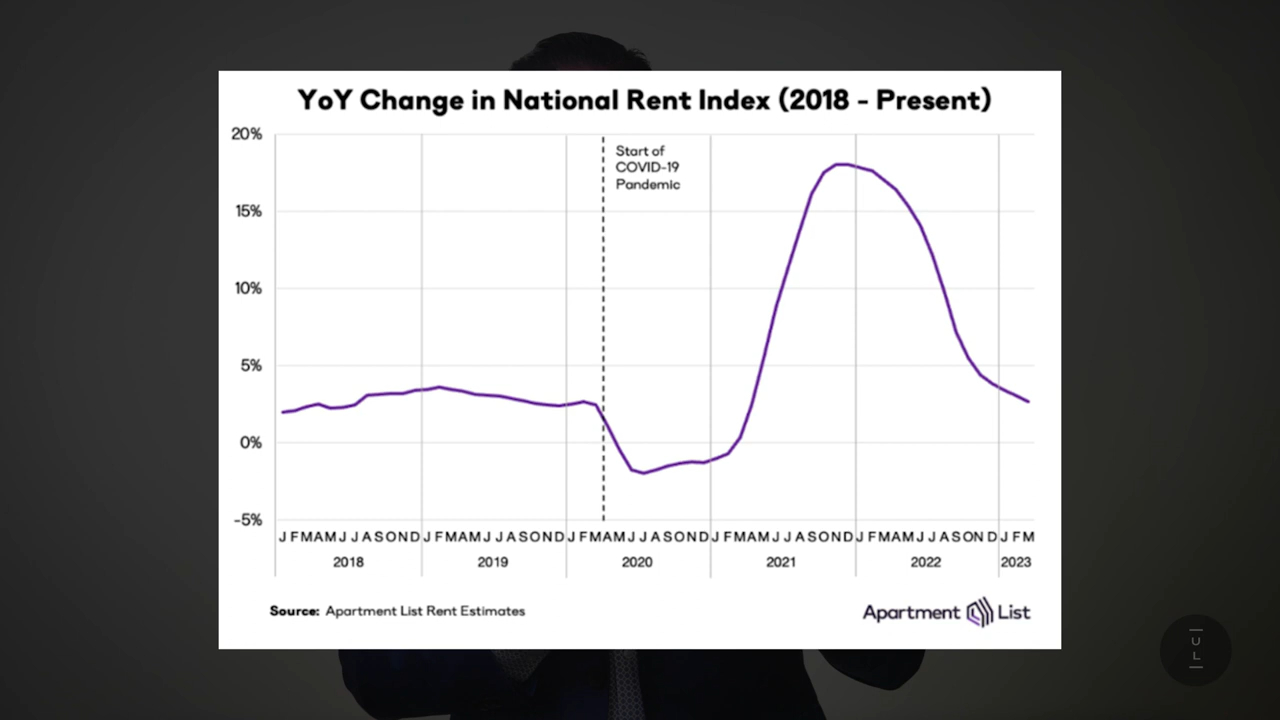 YoY Change in National Rent Index (2018 - Present)
20%
15%
10%
5%
0%
-5%
Start of
COVID-19
Pandemic
J F M A M J J A S O N D J F M A M J J A S O N D J F M A M J J A S O N D J F M A M J J A S O N D J F M A M J J A S O N D J F M
2018 2019 2020 2021 2022 2023
Source: Apartment List Rent Estimates
Apartment List
U
L